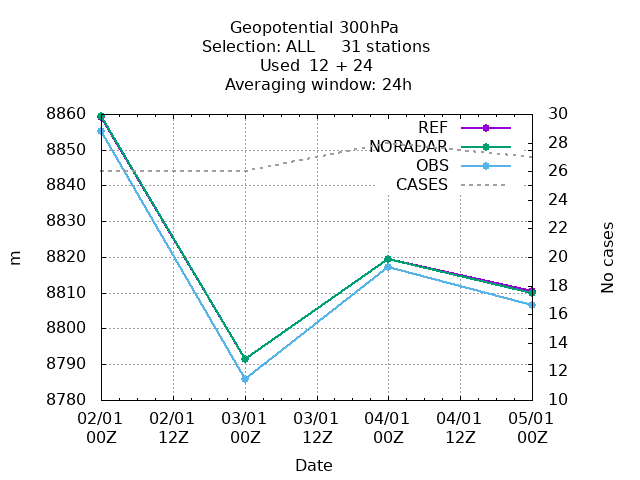 Geopotential 300hPa
Selection: ALL 31 stations
Used 12 + 24
Averaging window: 24h
8860
8850
8840
8830
8820
8810
8800
8790
8780
m
30
28
26
24
22
20
18
16
14
12
10
No cases
REF
NORADAR
OBS
CASES
02/01 02/01 03/01 03/01 04/01 04/01 05/01
00Z 12Z 00Z 12Z 00Z 12Z 00Z
Date